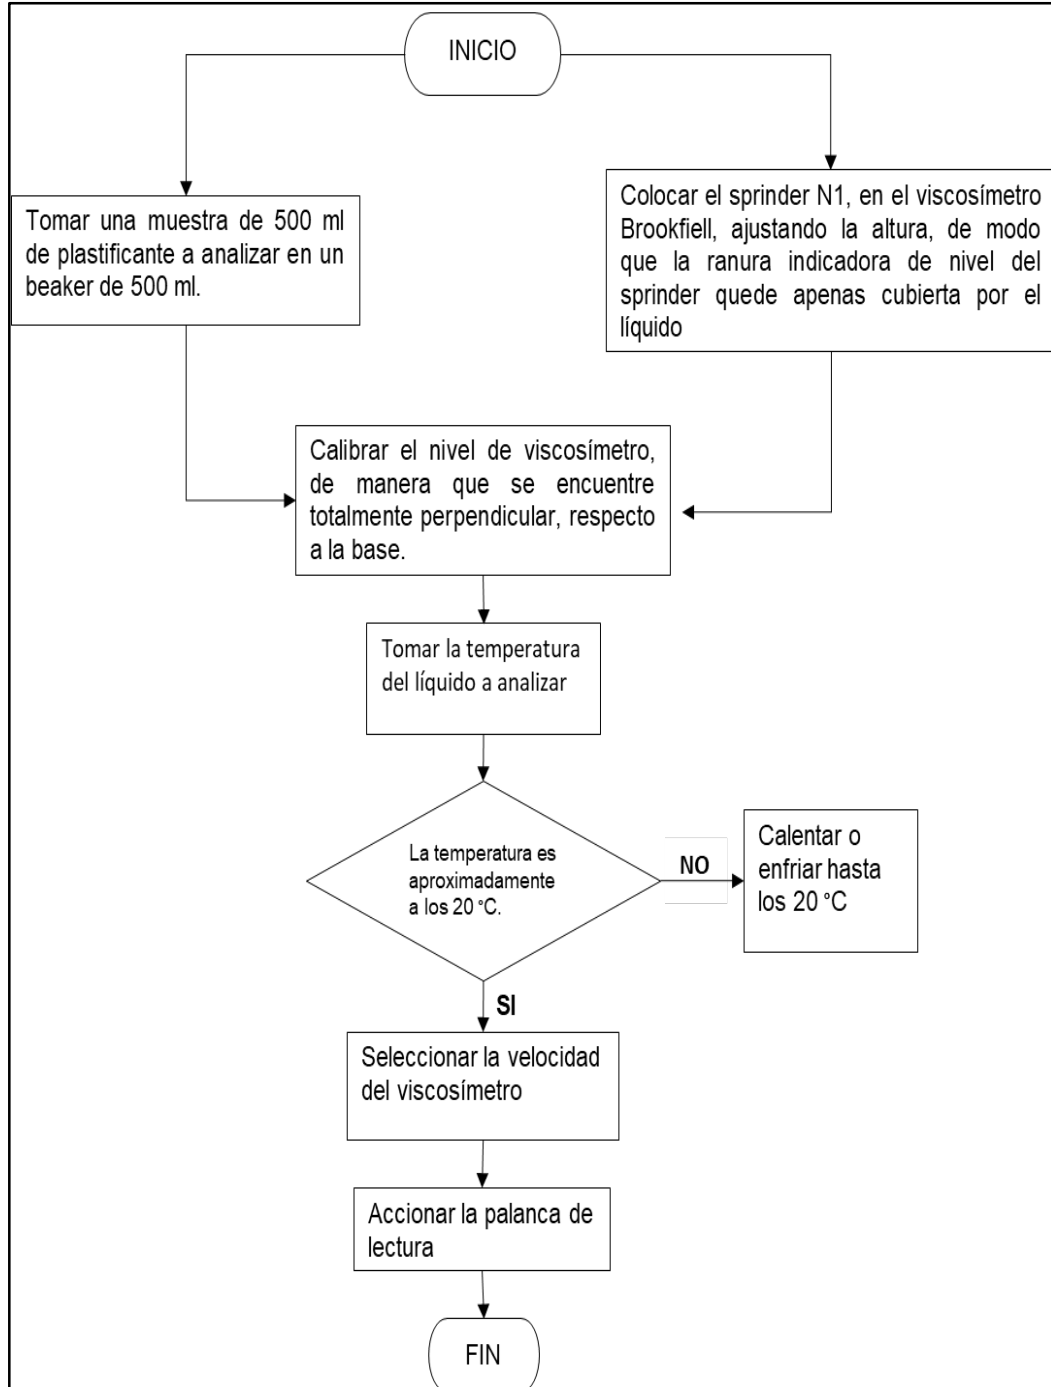 INICIO
Tomar una muestra de 500 ml
de plastificante a analizar en un
beaker de 500 ml.
Colocar el sprinder N1, en el viscosímetro
Brookfiell, ajustando la altura, de modo
que la ranura indicadora de nivel del
sprinder quede apenas cubierta por el
líquido
Calibrar el nivel de viscosímetro,
de manera que se encuentre
totalmente perpendicular, respecto
a la base.
Tomar la temperatura
del líquido a analizar
La temperatura es
aproximadamente
a los 20 °C.
NO
Calentar o
enfriar hasta
los 20 °C
SI
Seleccionar la velocidad
del viscosímetro
Accionar la palanca de
lectura
FIN